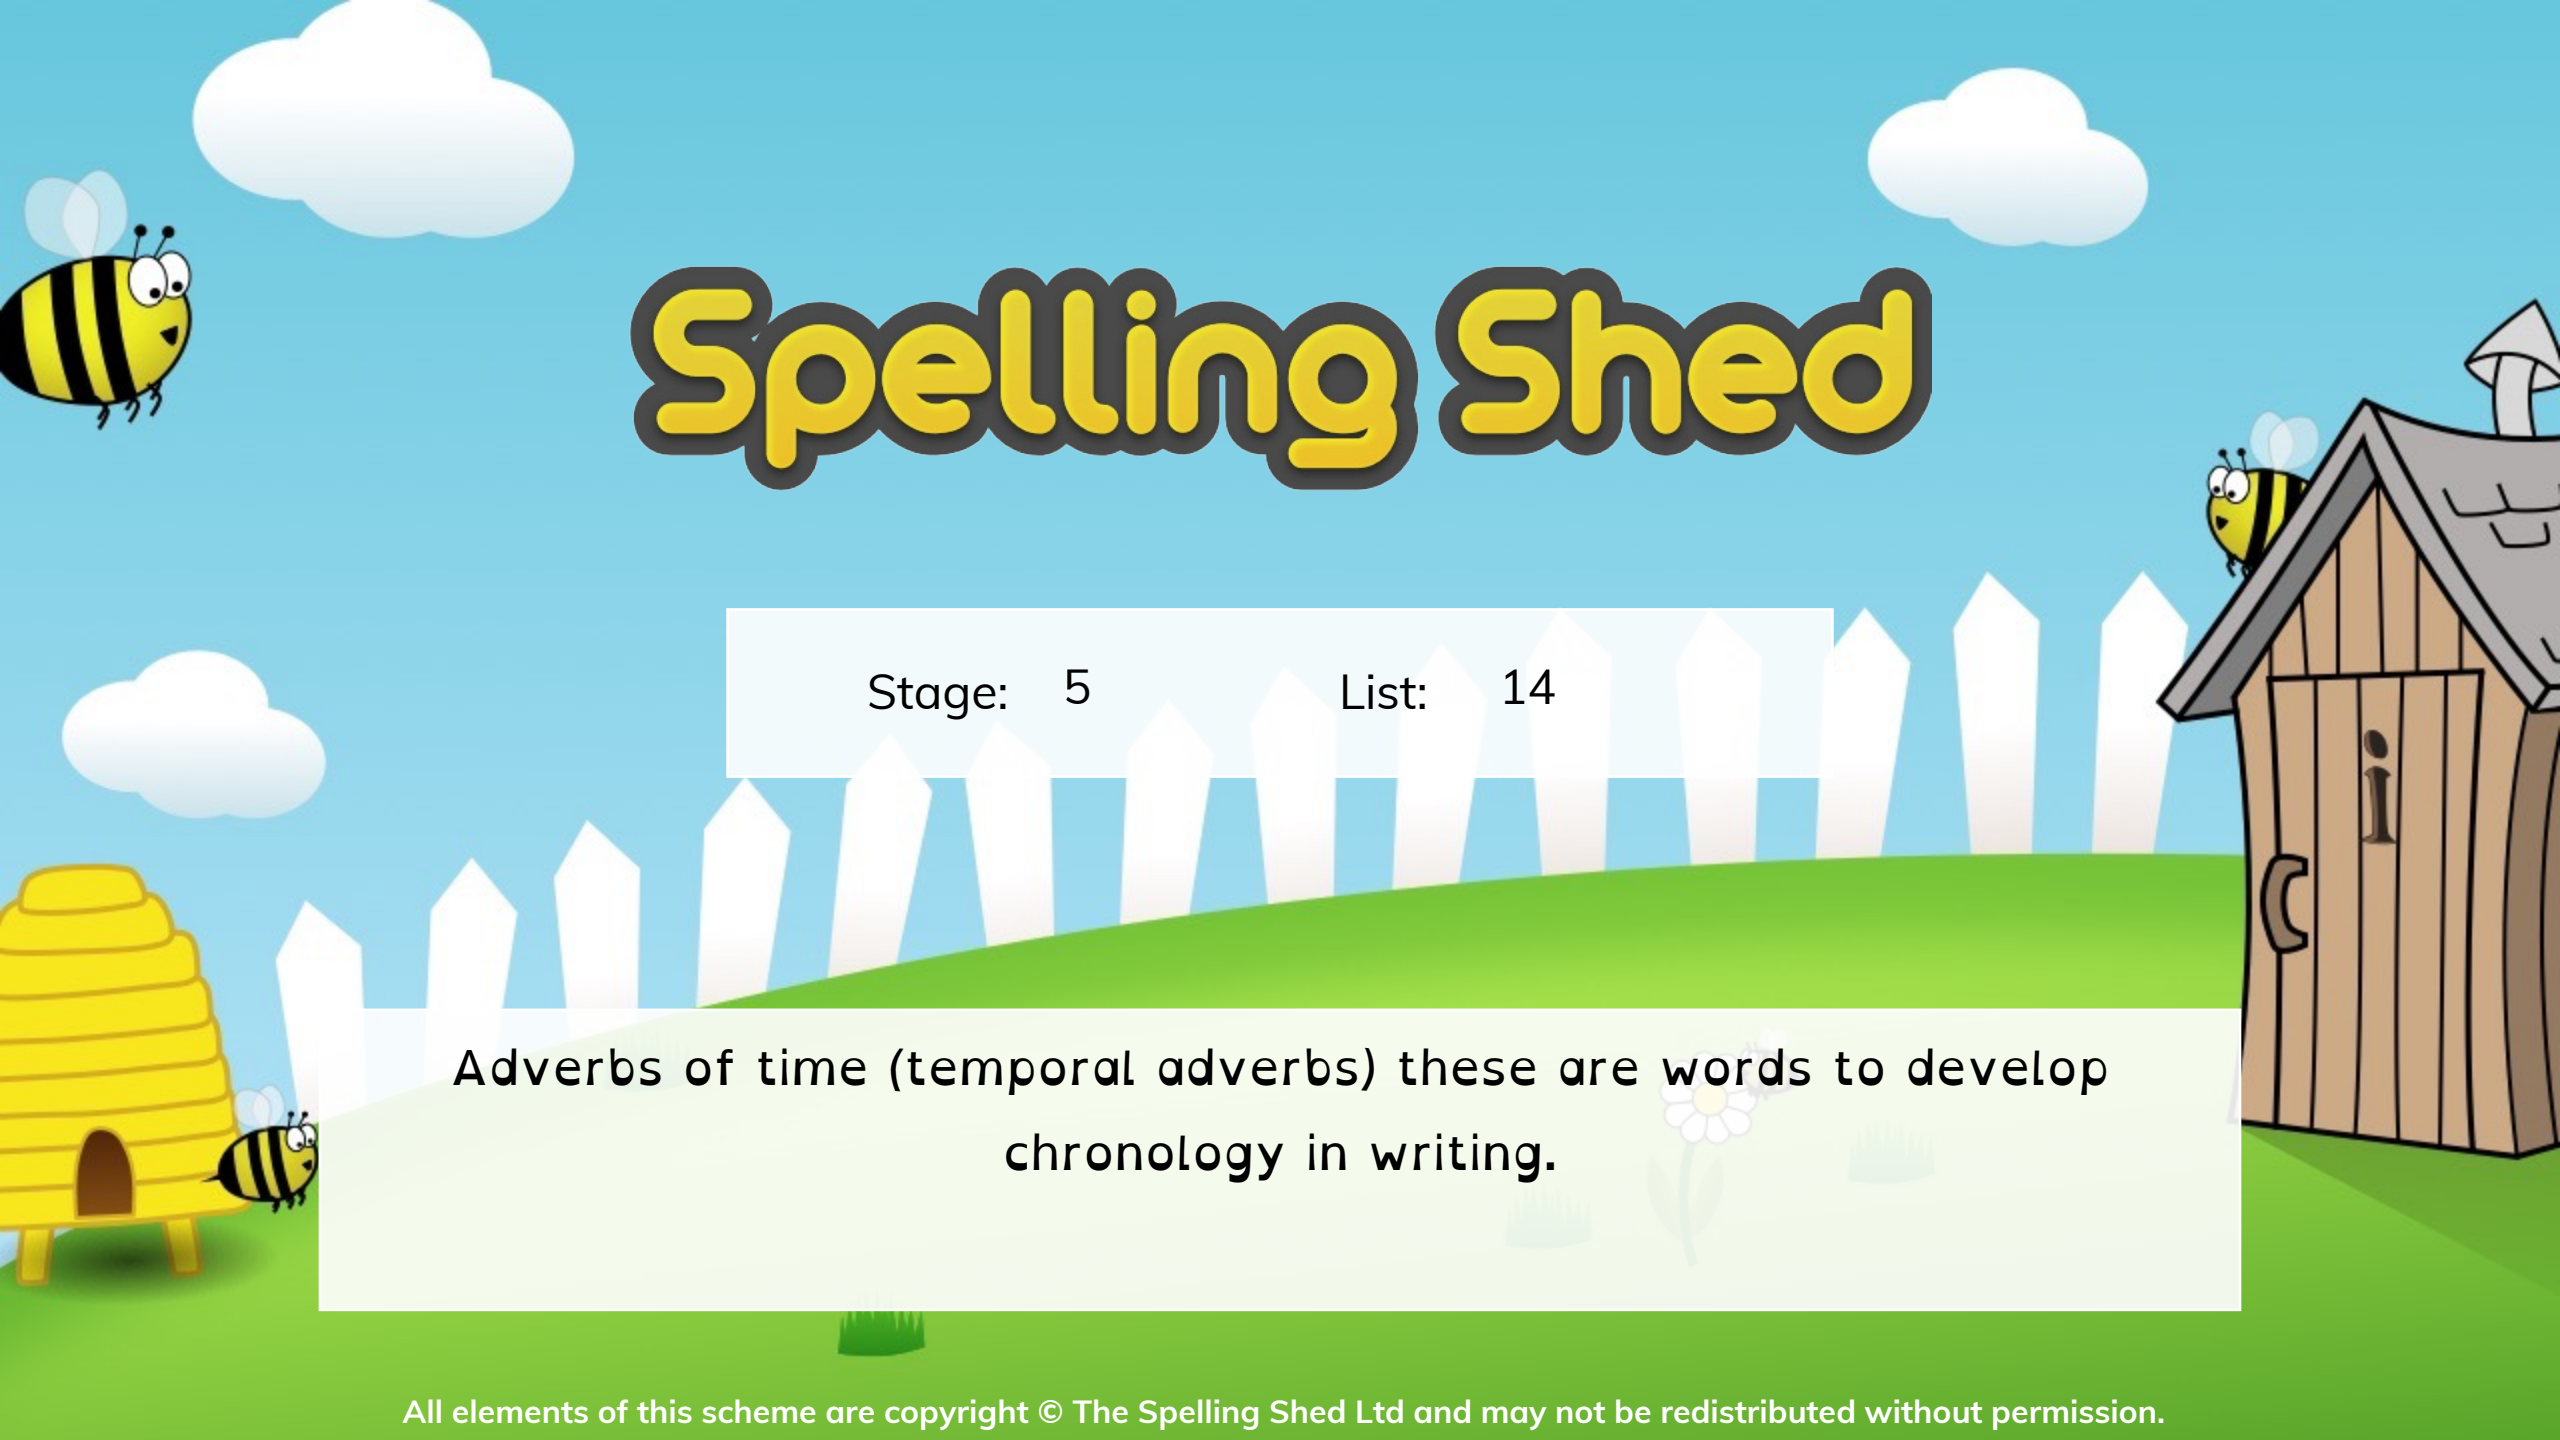 Spelling Shed
Stage: 5 List: 14
i
Adverbs of time (temporal adverbs) these are words to develop
chronology in writing.
All elements of this scheme are copyright © The Spelling Shed Ltd and may not be redistributed without permission.